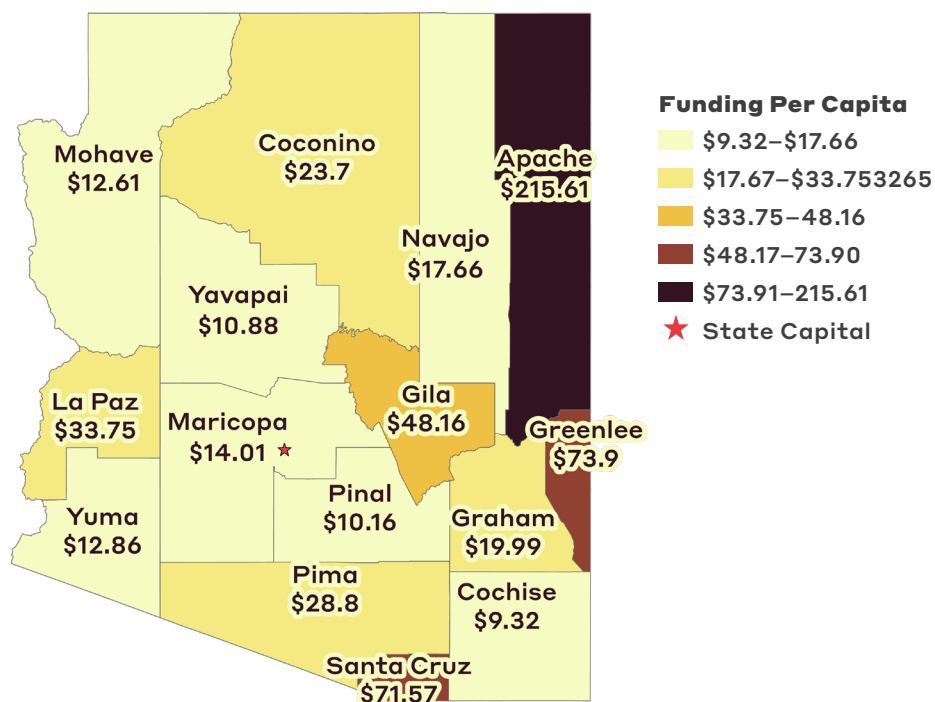 Funding Per Capita
$9.32–$17.66
$17.67–$33.753265
$33.75–48.16
$48.17–73.90
$73.91–215.61
State Capital
Mohave
$12.61
Coconino
$23.7
Apache
$215.61
Navajo
$17.66
Yavapai
$10.88
La Paz
$33.75
Maricopa
$14.01
Gila
$48.16
Greenlee
$73.9
Yuma
$12.86
Pinal
$10.16
Graham
$19.99
Pima
$28.8
Cochise
$9.32
Santa Cruz
$71.57